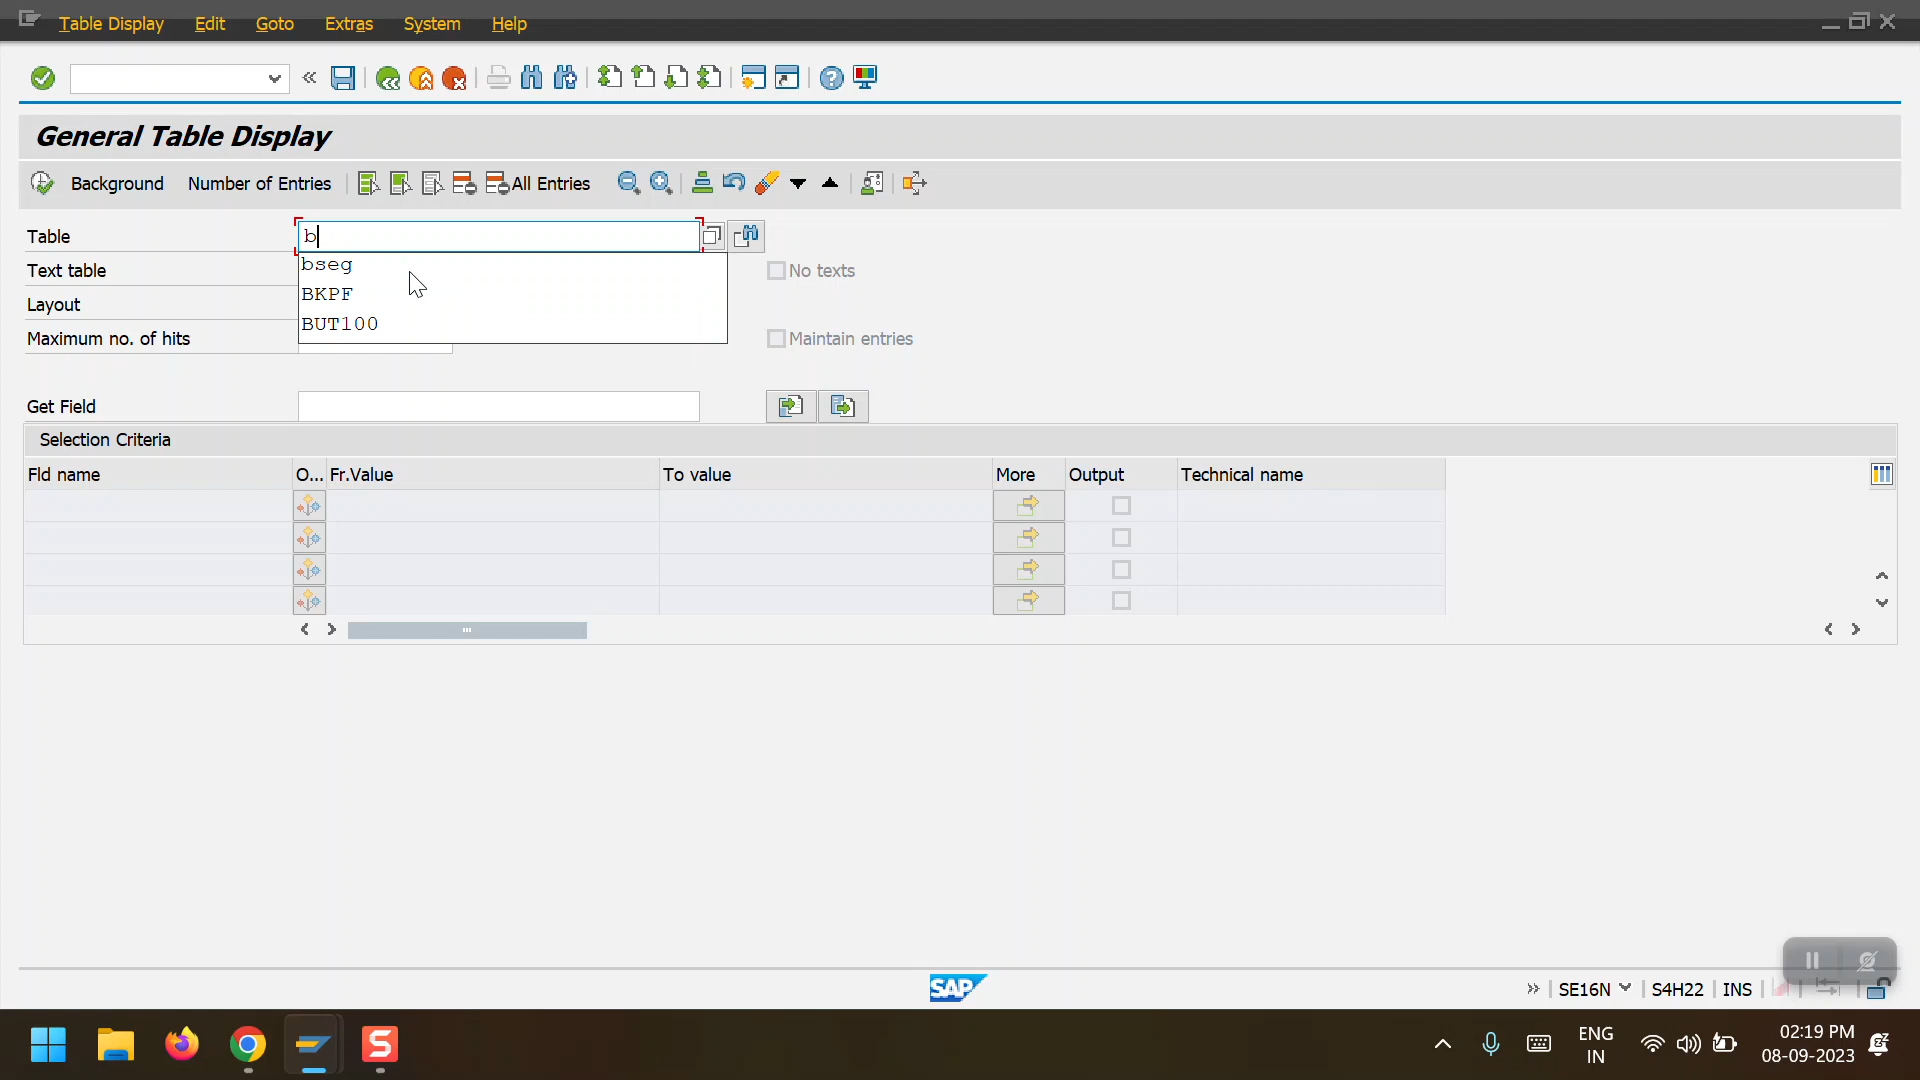 Table Display Edit Goto Extras System Help
General Table Display
Background Number of Entries All Entries
Table b
bseg
Text table No texts
BKPF
Layout
BUT100
Maximum no. of hits Maintain entries
Get Field
Selection Criteria
Fld name O... Fr.Value To value More Output Technical name
SAP SE16N S4H22 INS
ENG 02:19 PM
IN 08-09-2023